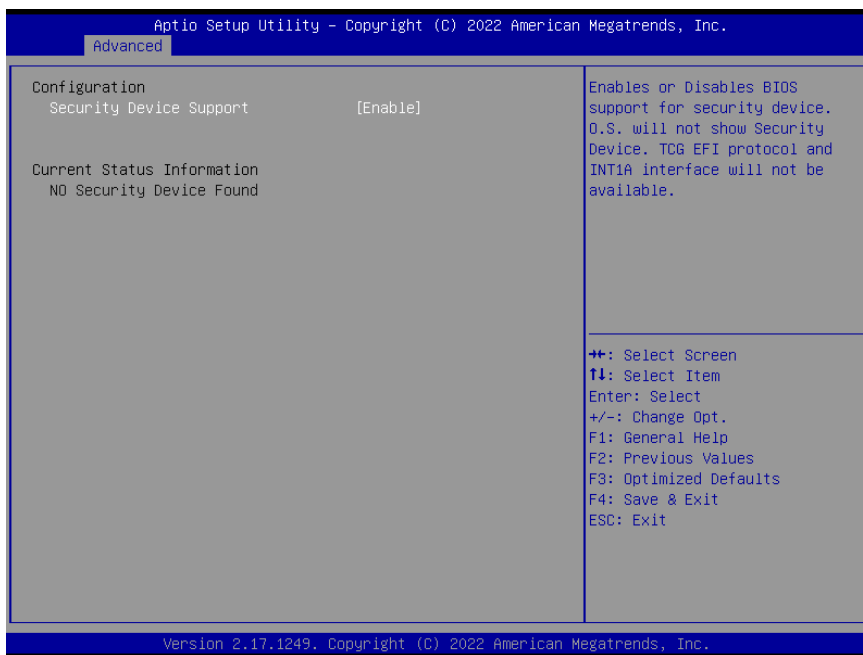 Aptio Setup Utility – Copyright (C) 2022 American Megatrends, Inc.
Advanced
Configuration
Security Device Support [Enable]
Current Status Information
NO Security Device Found
Enables or Disables BIOS
support for security device.
O.S. will not show Security
Device. TCG EFI protocol and
INT1A interface will not be
available.
→←: Select Screen
↑↓: Select Item
Enter: Select
+/-: Change Opt.
F1: General Help
F2: Previous Values
F3: Optimized Defaults
F4: Save & Exit
ESC: Exit
Version 2.17.1249. Copyright (C) 2022 American Megatrends, Inc.